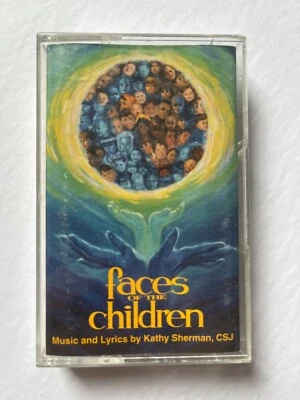 faces
OF THE
children
Music and Lyrics by Kathy Sherman, CSJ